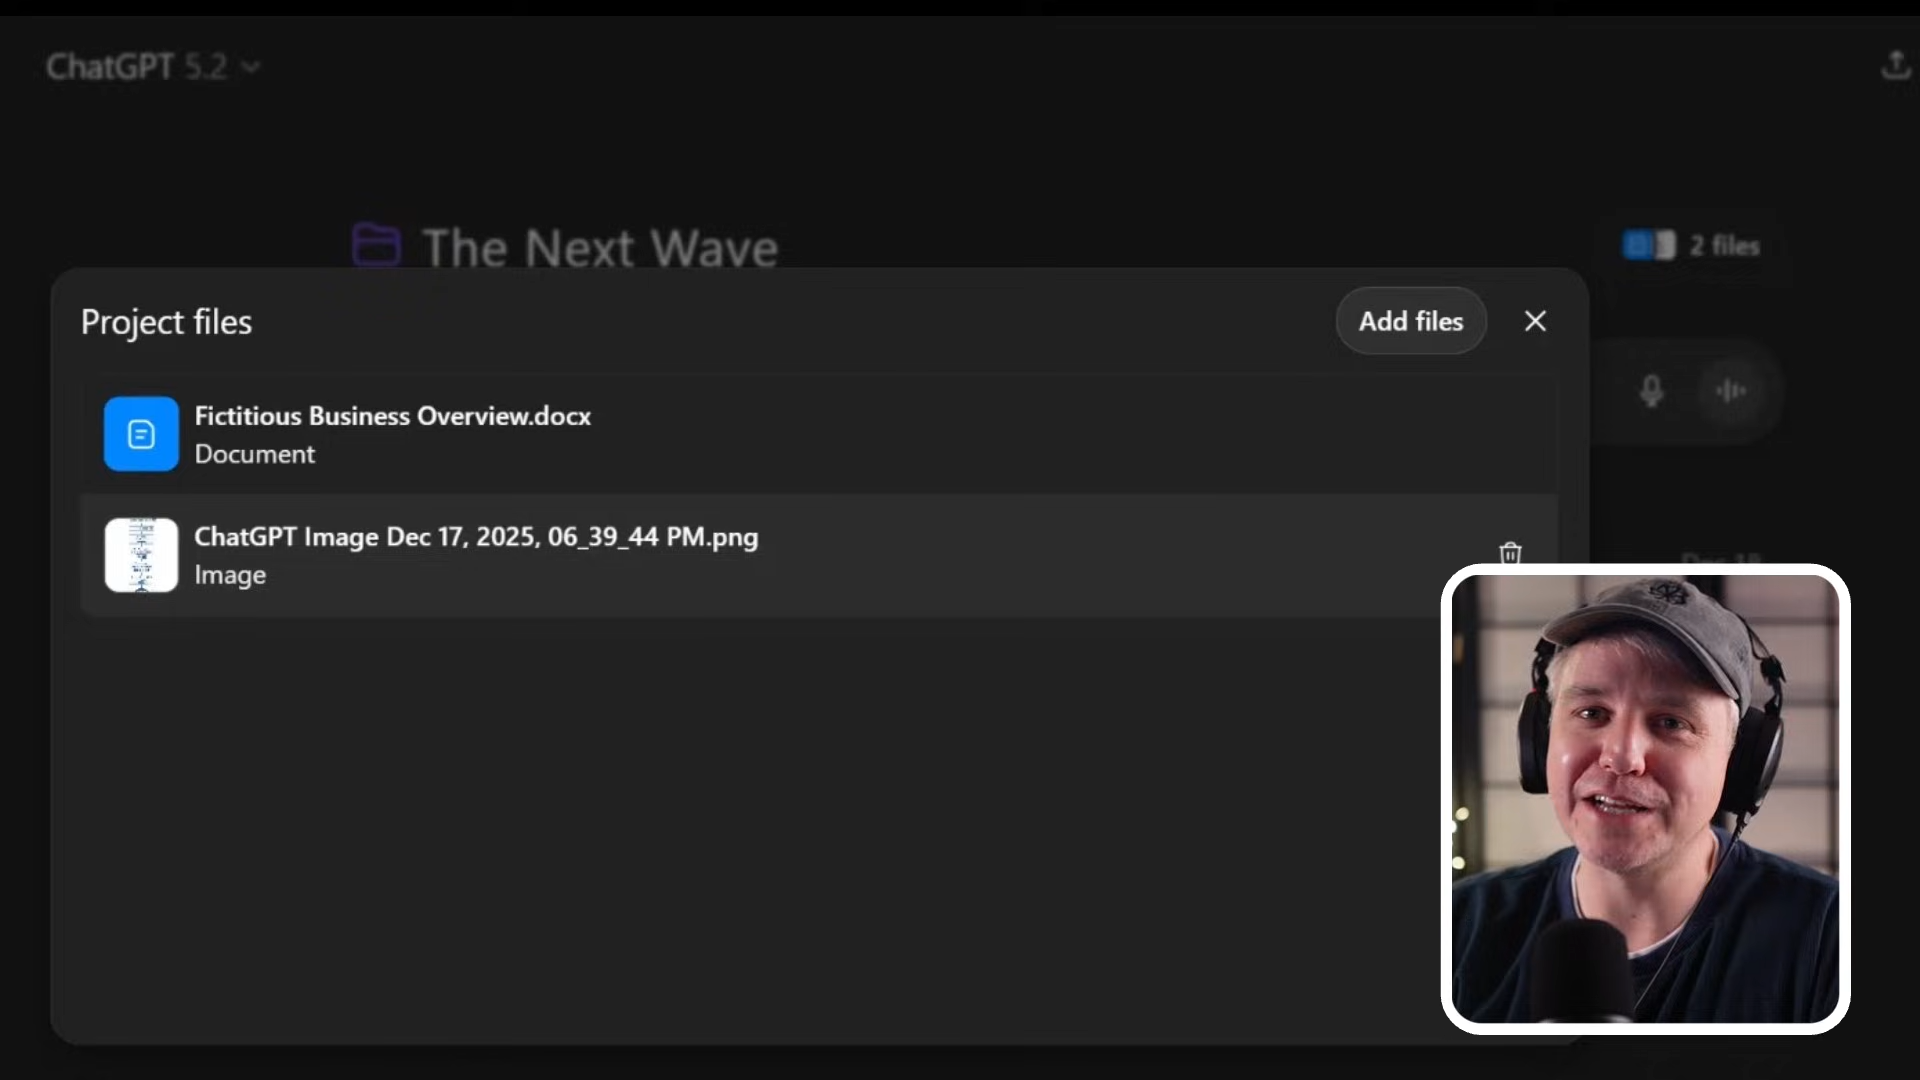 ChatGPT 5.2
The Next Wave
2 files
Project files
Add files
Fictitious Business Overview.docx
Document
ChatGPT Image Dec 17, 2025, 06_39_44 PM.png
Image